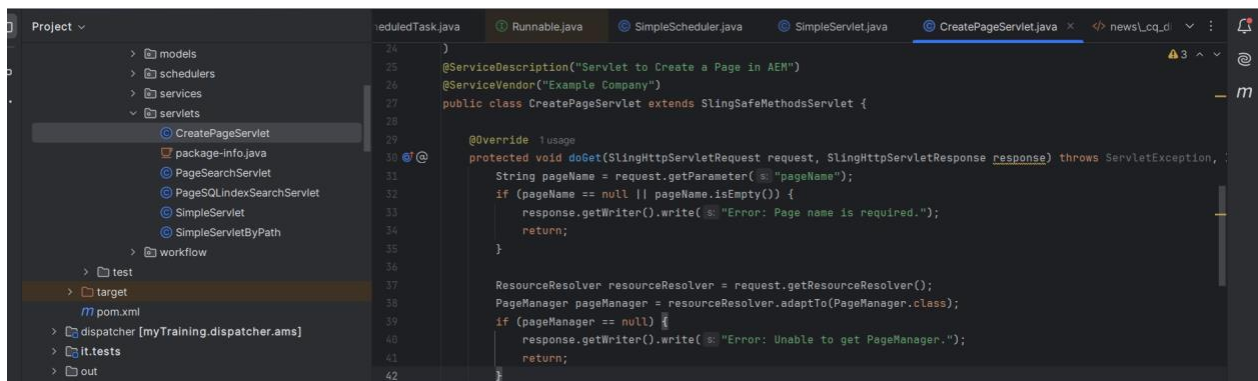 Project
models
schedulers
services
servlets
CreatePageServlet
package-info.java
PageSearchServlet
PageSQLindexSearchServlet
SimpleServlet
SimpleServletByPath
workflow
test
target
pom.xml
dispatcher [myTraining.dispatcher.ams]
it.tests
out
eduledTask.java Runnable.java SimpleScheduler.java SimpleServlet.java CreatePageServlet.java × news\_cq_di
3
24 )
25 @ServiceDescription("Servlet to Create a Page in AEM")
26 @ServiceVendor("Example Company")
27 public class CreatePageServlet extends SlingSafeMethodsServlet {
28
29 @Override 1 usage
30 @ protected void doGet(SlingHttpServletRequest request, SlingHttpServletResponse response) throws ServletException,
31 String pageName = request.getParameter( s: "pageName");
32 if (pageName == null || pageName.isEmpty()) {
33 response.getWriter().write( s: "Error: Page name is required.");
34 return;
35 }
36
37 ResourceResolver resourceResolver = request.getResourceResolver();
38 PageManager pageManager = resourceResolver.adaptTo(PageManager.class);
39 if (pageManager == null) {
40 response.getWriter().write( s: "Error: Unable to get PageManager.");
41 return;
42 }
m